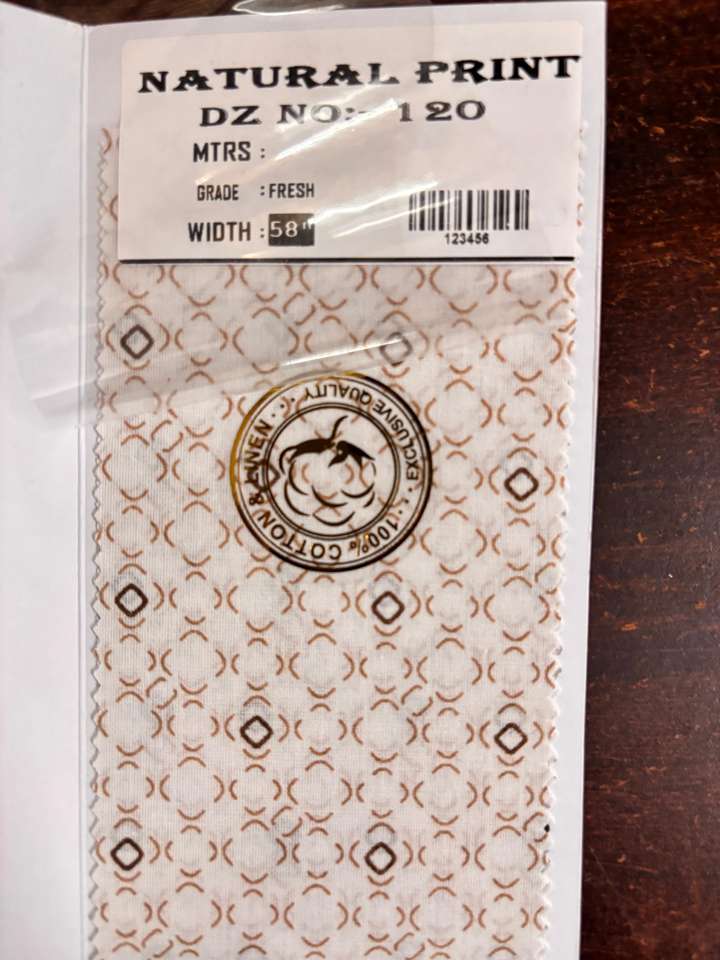 NATURAL PRINT
DZ NO:- 120
MTRS :
GRADE : FRESH
WIDTH : 58"
123456
100% COTTON & LINEN
EXCLUSIVE QUALITY